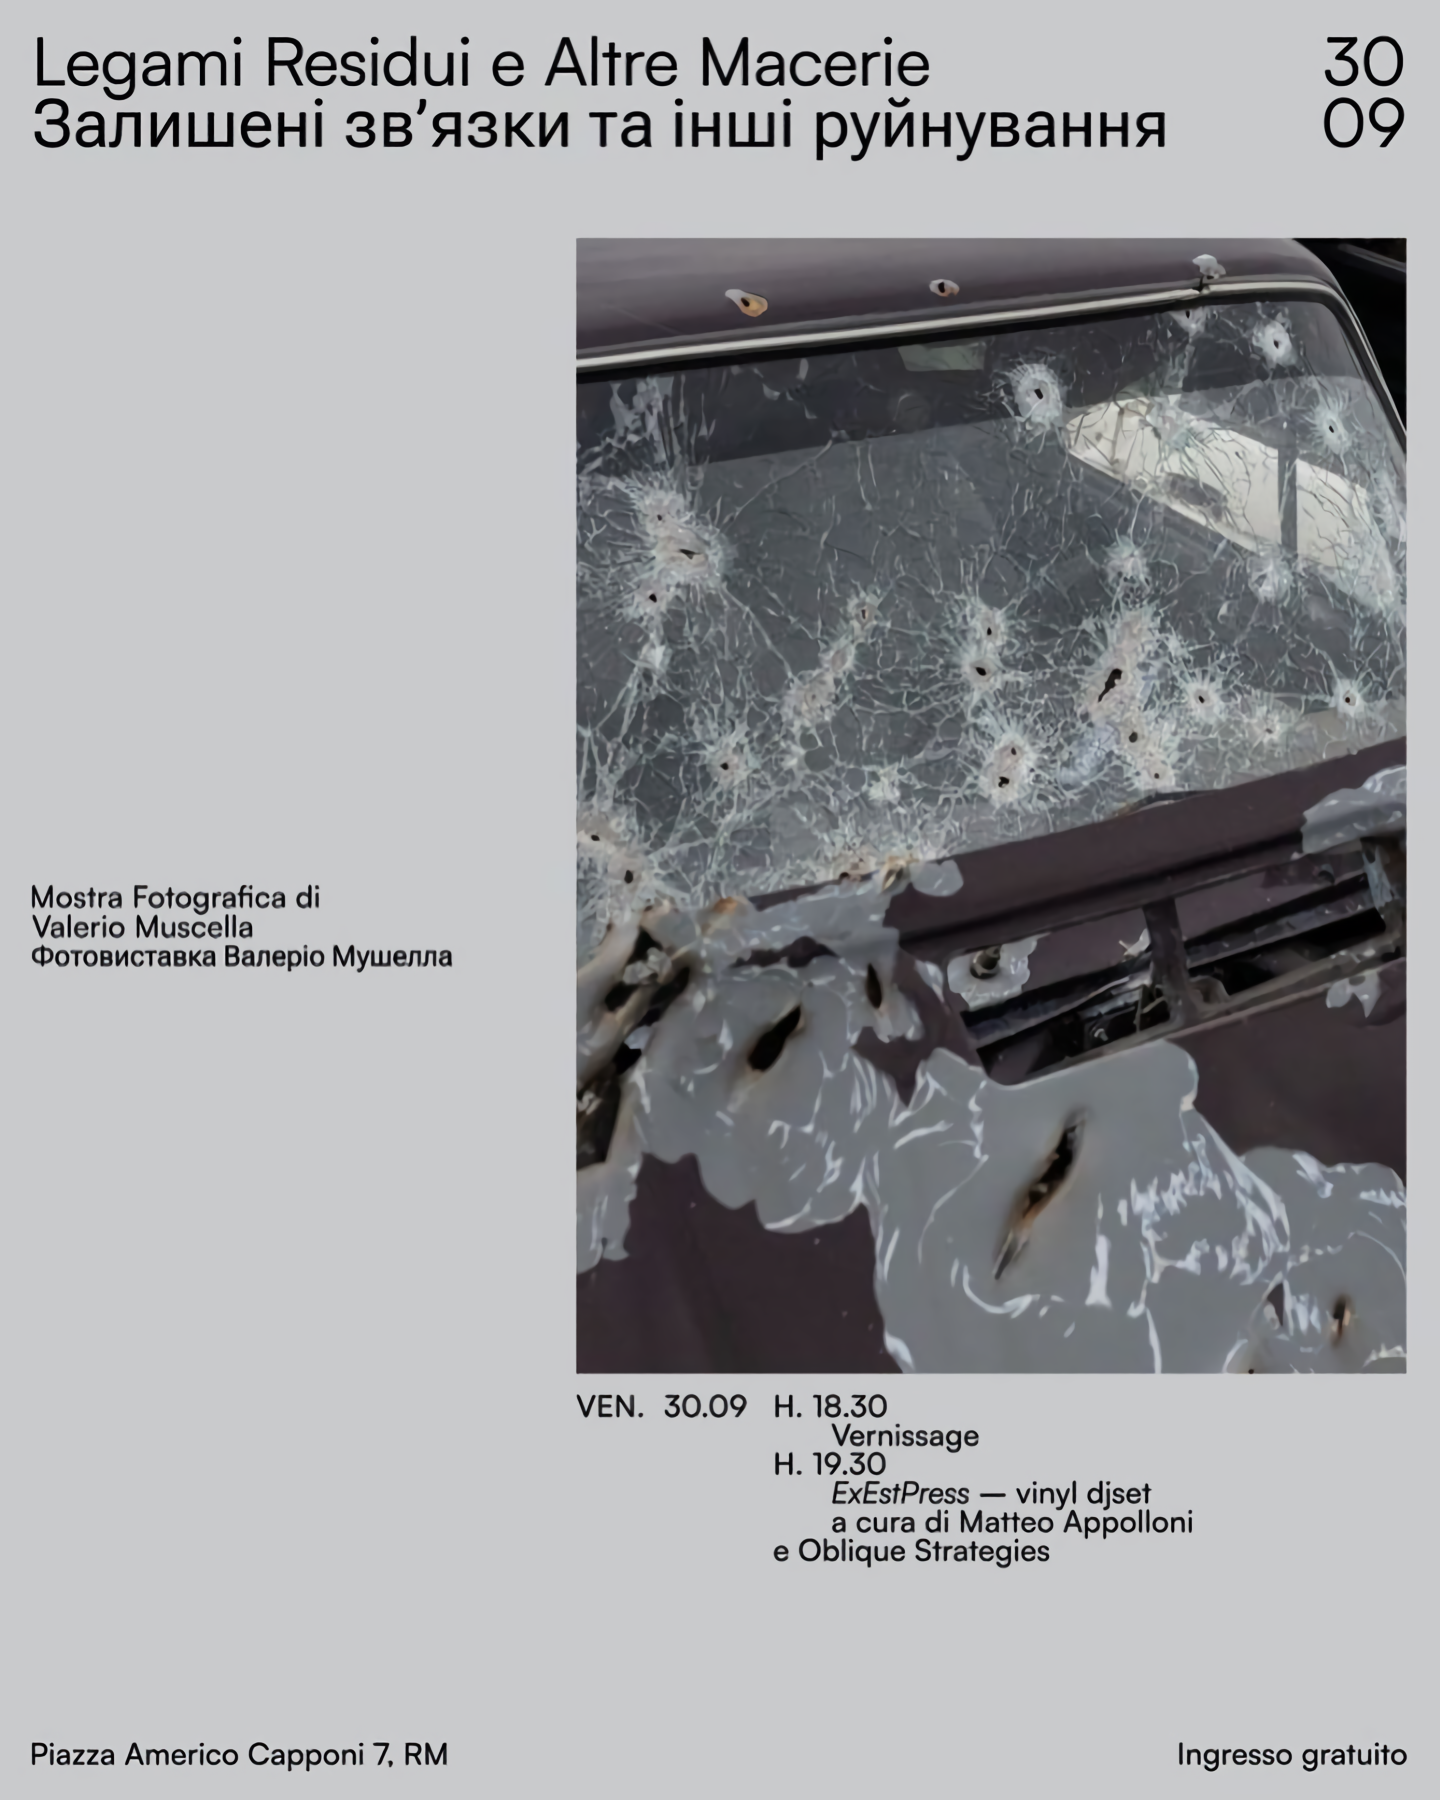 Legami Residui e Altre Macerie
Залишені зв’язки та інші руйнування
30
09
Mostra Fotografica di
Valerio Muscella
Фотовиставка Валеріо Мушелла
VEN. 30.09 H. 18.30
Vernissage
H. 19.30
ExEstPress — vinyl djset
a cura di Matteo Appolloni
e Oblique Strategies
Piazza Americo Capponi 7, RM
Ingresso gratuito